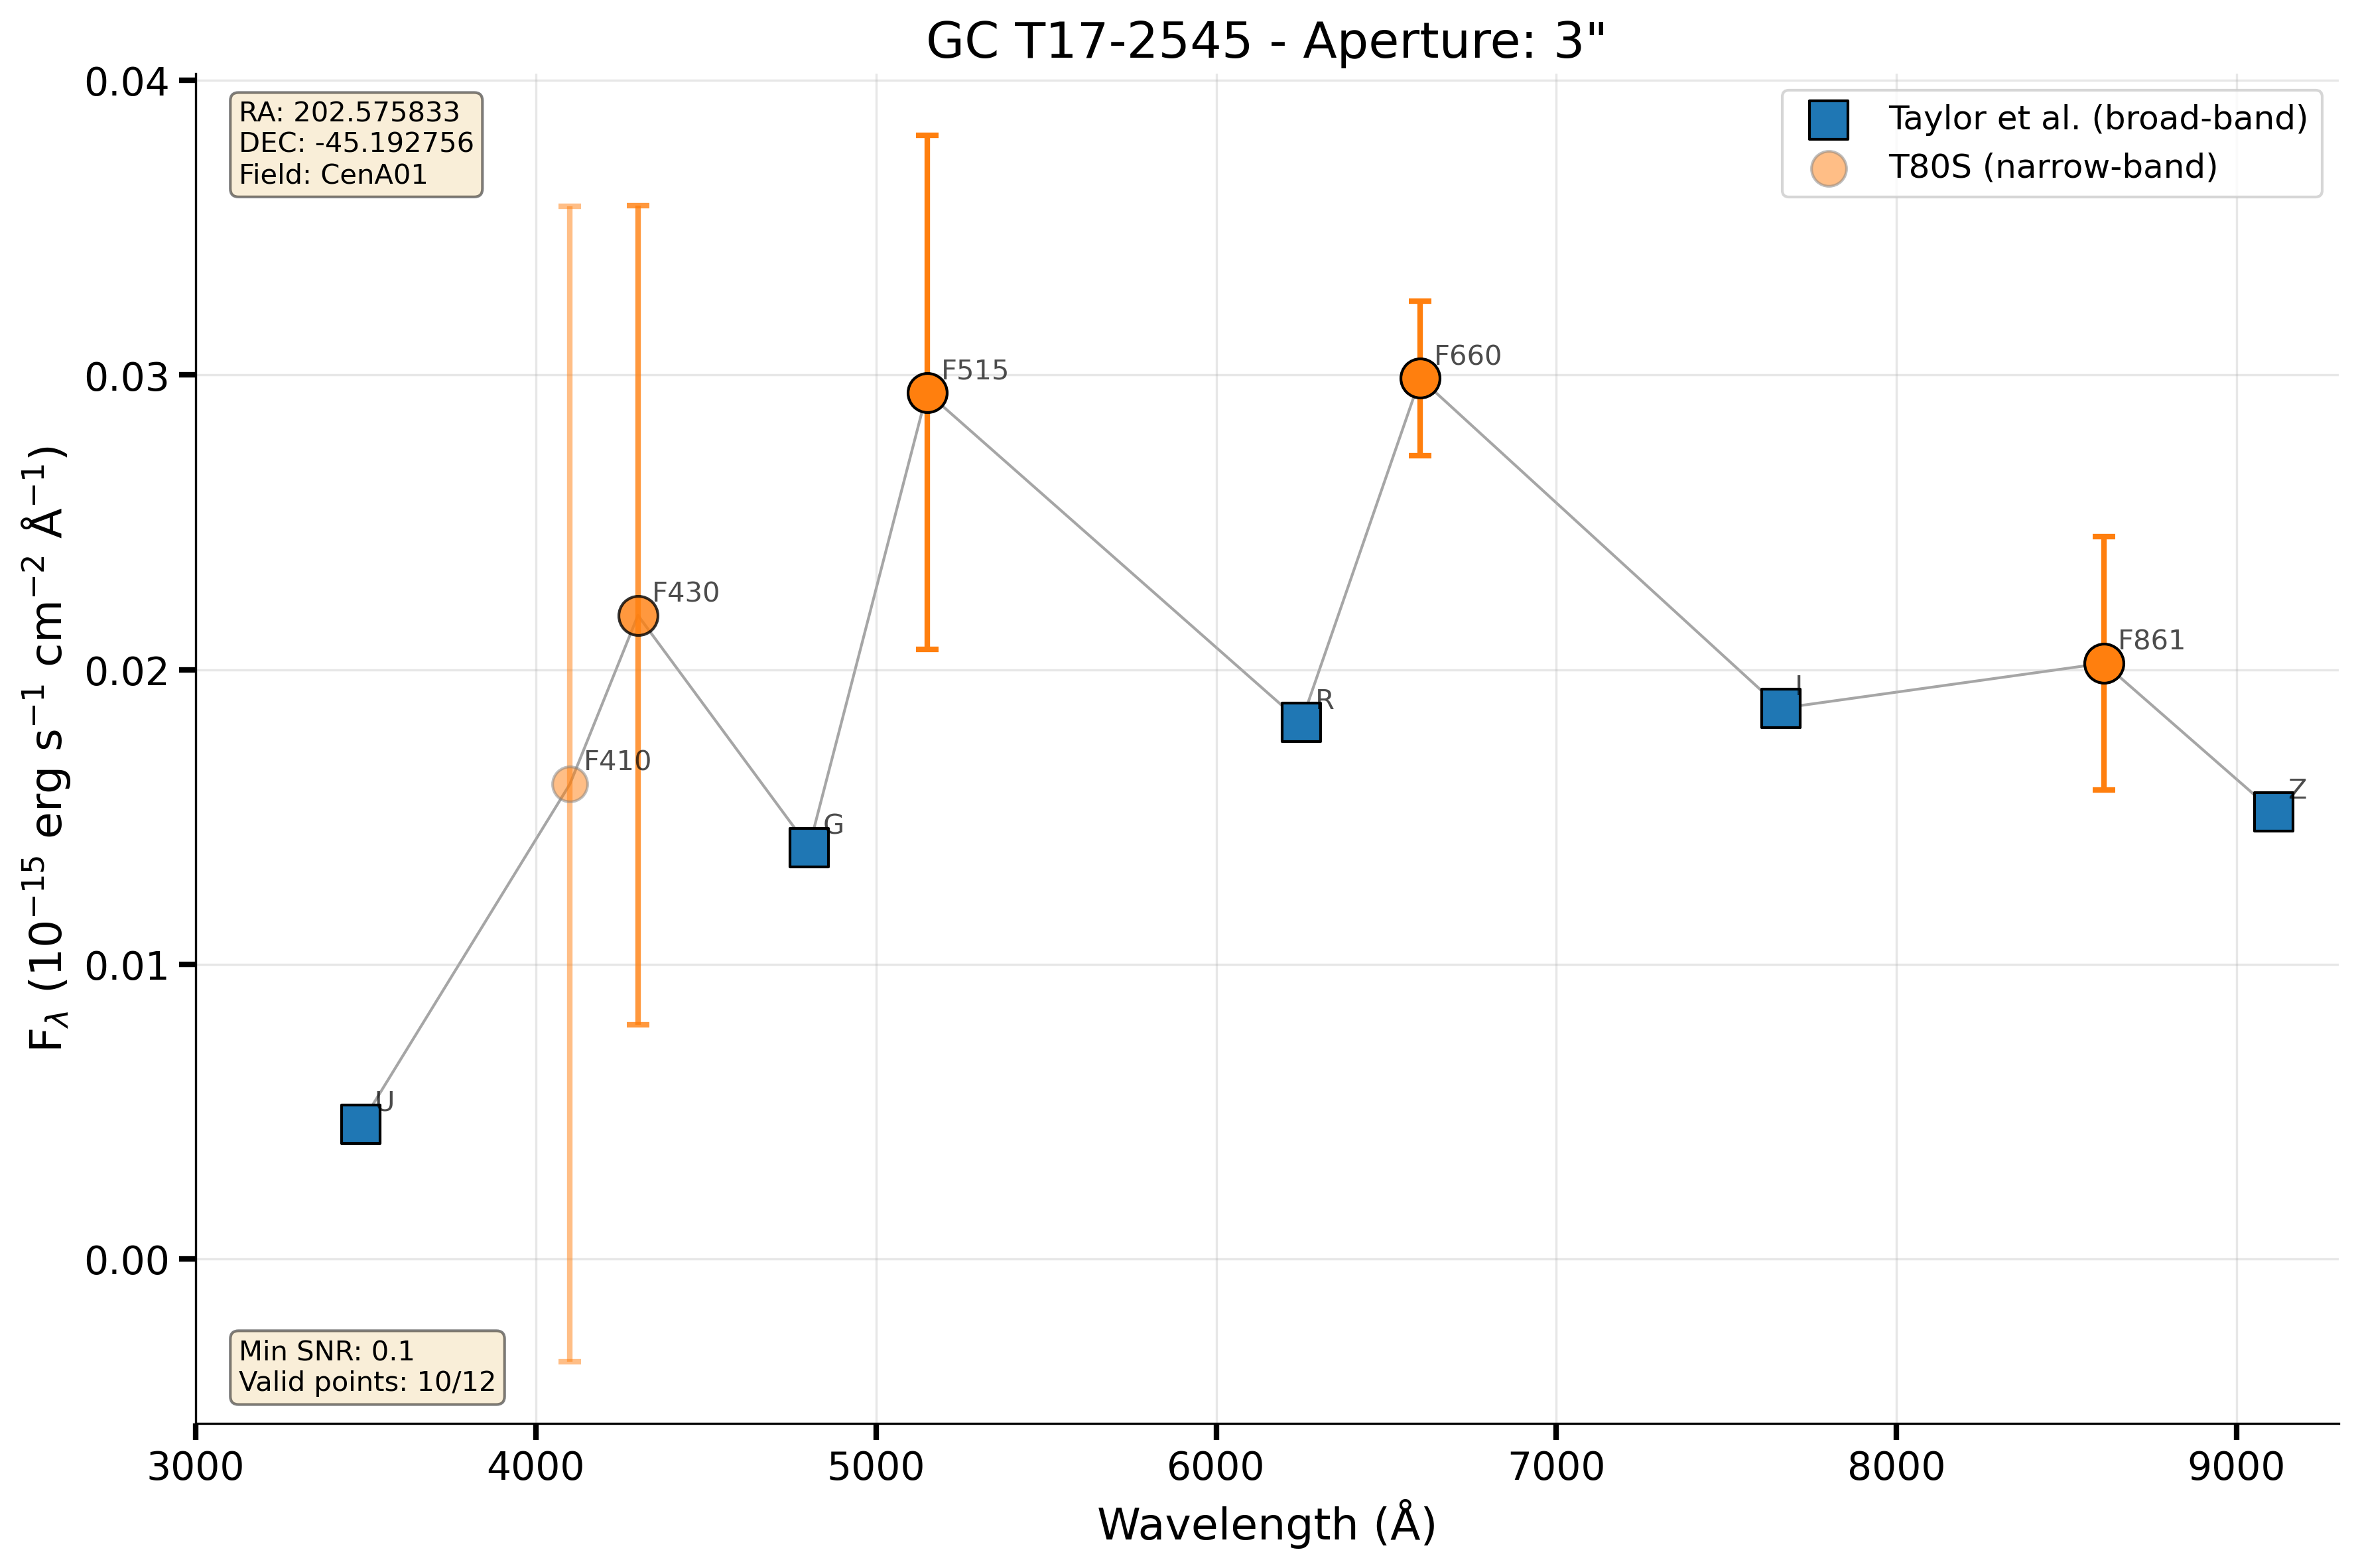 GC T17-2545 - Aperture: 3"
RA: 202.575833
DEC: -45.192756
Field: CenA01
Taylor et al. (broad-band)
T80S (narrow-band)
0.04
0.03
0.02
0.01
0.00
F515
F660
F430
F861
R
I
F410
G
Z
U
Min SNR: 0.1
Valid points: 10/12
3000 4000 5000 6000 7000 8000 9000
Wavelength (Å)
Fλ (10⁻¹⁵ erg s⁻¹ cm⁻² Å⁻¹)